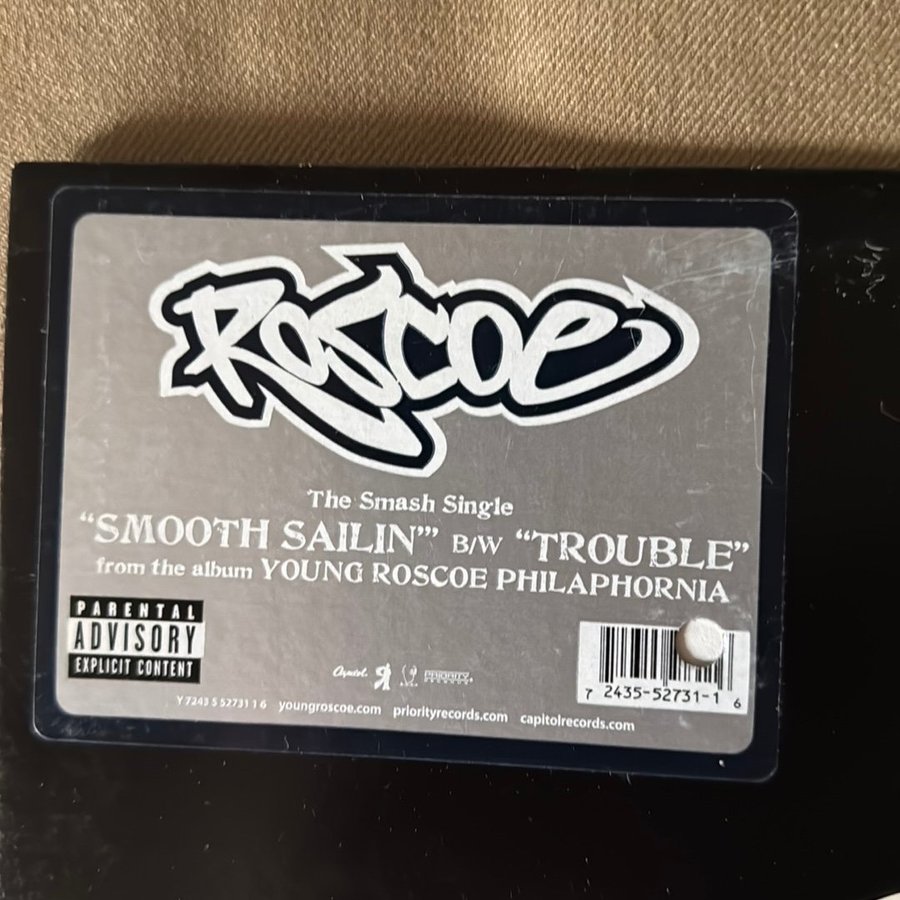 Roscoe
The Smash Single
“SMOOTH SAILIN’” B/W “TROUBLE”
from the album YOUNG ROSCOE PHILAPHORNIA
PARENTAL
ADVISORY
EXPLICIT CONTENT
Capitol PRIORITY RECORDS
7 2435-52731-1 6
Y 7243 5 52731 1 6 youngroscoe.com priorityrecords.com capitolrecords.com